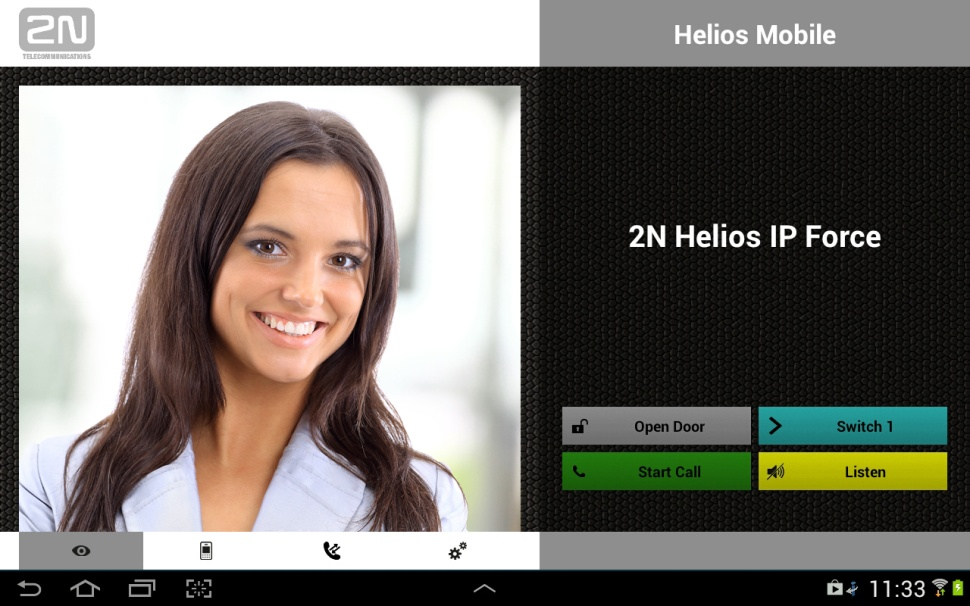 2N
TELECOMMUNICATIONS
Helios Mobile
2N Helios IP Force
Open Door
Switch 1
Start Call
Listen
11:33